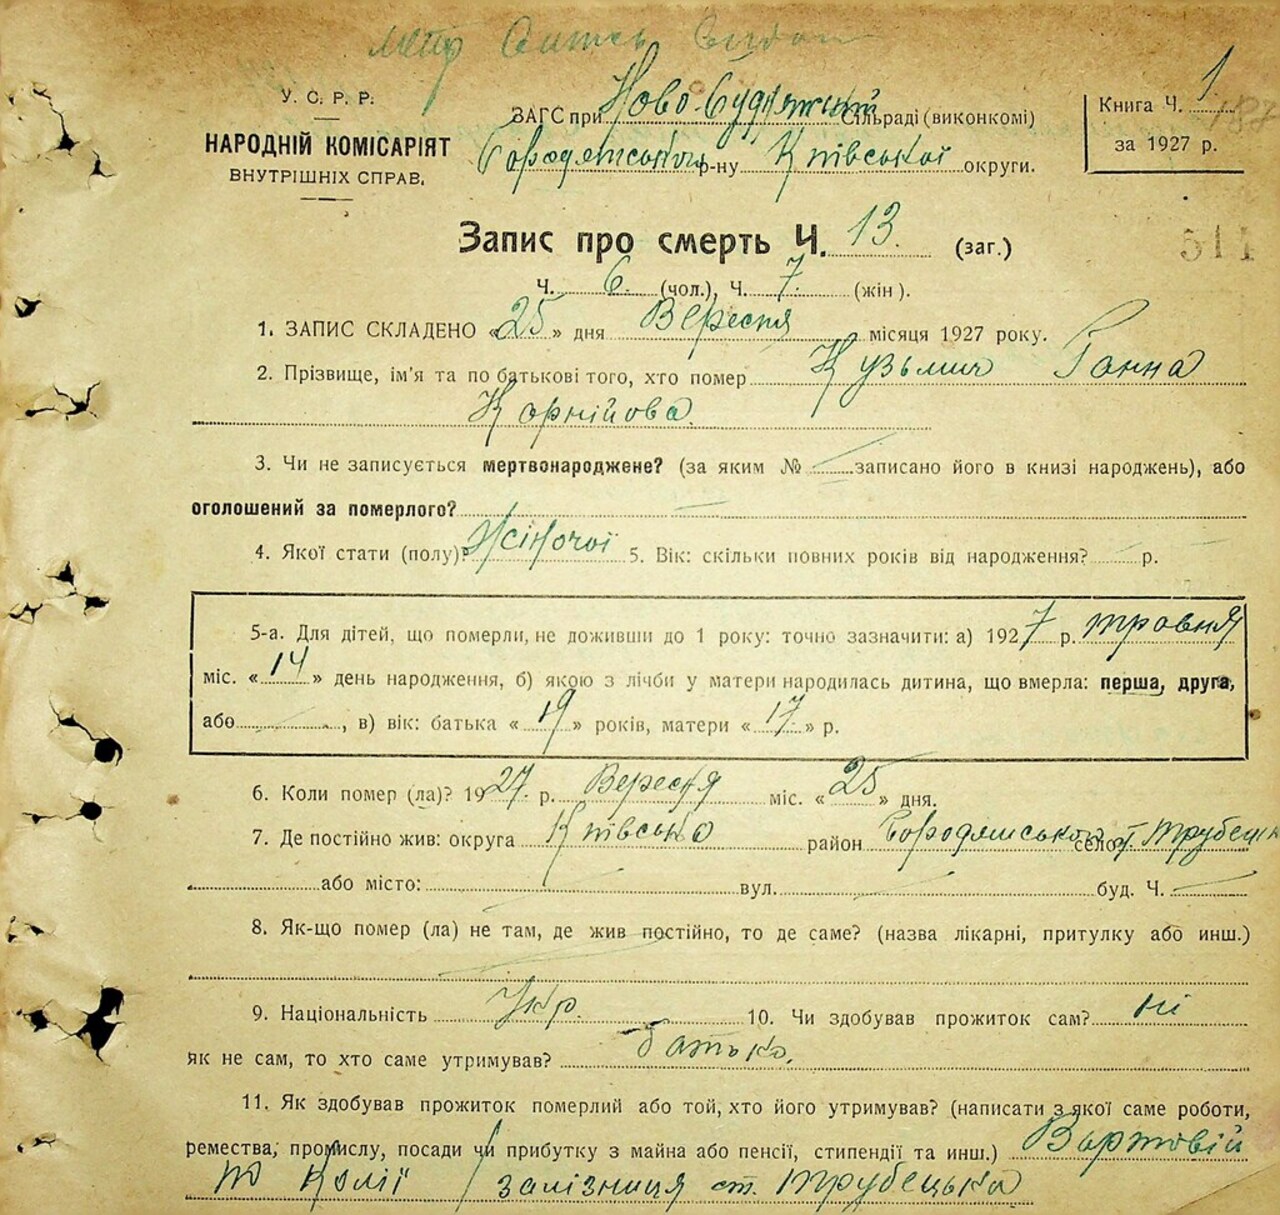 У. С. Р. Р.
НАРОДНІЙ КОМІСАРІЯТ
ВНУТРІШНІХ СПРАВ.
ЗАГС при Ново-Будянській Сільраді (виконкомі)
Бородянського р-ну Київської округи.
Книга Ч. 1
за 1927 р.
Запис про смерть Ч. 13. (заг.)
511
Ч. 6. (чол.), Ч. 7. (жін).
1. ЗАПИС СКЛАДЕНО «25» дня Вересня місяця 1927 року.
2. Прізвище, ім'я та по батькові того, хто помер Кузьмич Ганна
Корнійова.
3. Чи не записується мертвонароджене? (за яким № — записано його в книзі народжень), або
оголошений за померлого? —
4. Якої стати (полу)? Жіночої 5. Вік: скільки повних років від народження? — р.
5-а. Для дітей, що померли, не доживши до 1 року: точно зазначити: а) 1927 р. травня
міс. «14» день народження, б) якою з лічби у матери народилась дитина, що вмерла: перша, друга,
або — , в) вік: батька «19» років, матери «17» р.
6. Коли помер (ла)? 1927. р. Вересня міс. «25» дня.
7. Де постійно жив: округа Київська район Бородянського село ст. Трубецьк
або місто: — вул. — буд. Ч. —
8. Як-що помер (ла) не там, де жив постійно, то де саме? (назва лікарні, притулку або инш.)
9. Національність Укр. 10. Чи здобував прожиток сам? ні
як не сам, то хто саме утримував? батько.
11. Як здобував прожиток померлий або той, хто його утримував? (написати з якої саме роботи,
ремества, промислу, посади чи прибутку з майна або пенсії, стипендії та инш.) Вартовій
колії залізниця ст. Трубецька